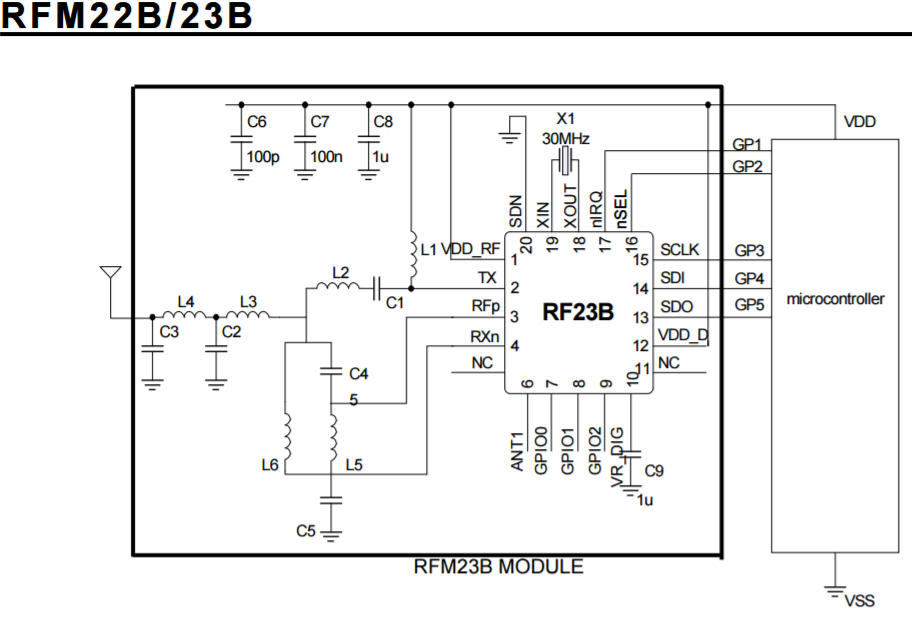 RFM22B/23B
VDD
C6
C7
C8
100p
100n
1u
X1
30MHz
GP1
GP2
SDN
XIN
XOUT
nIRQ
nSEL
20
19
18
17
16
L1
VDD_RF
1
15
SCLK
GP3
L2
C1
TX
2
14
SDI
GP4
microcontroller
L4
L3
RFp
3
RF23B
13
SDO
GP5
C3
C2
RXn
4
12
VDD_D
NC
11
NC
C4
5
6
7
8
9
10
ANT1
GPIO0
GPIO1
GPIO2
VR_DIG
C9
1u
L6
L5
C5
RFM23B MODULE
VSS